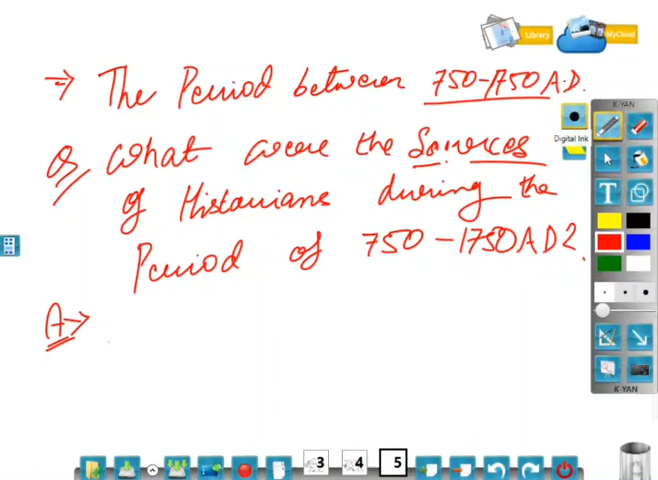 Library
MyCloud
→ The Period between 750-1750 A.D.
K-YAN
Digital Ink
Q, What were the Sources
of Historians during the
Period of 750-1750 AD?
A→
K-YAN
3
4
5